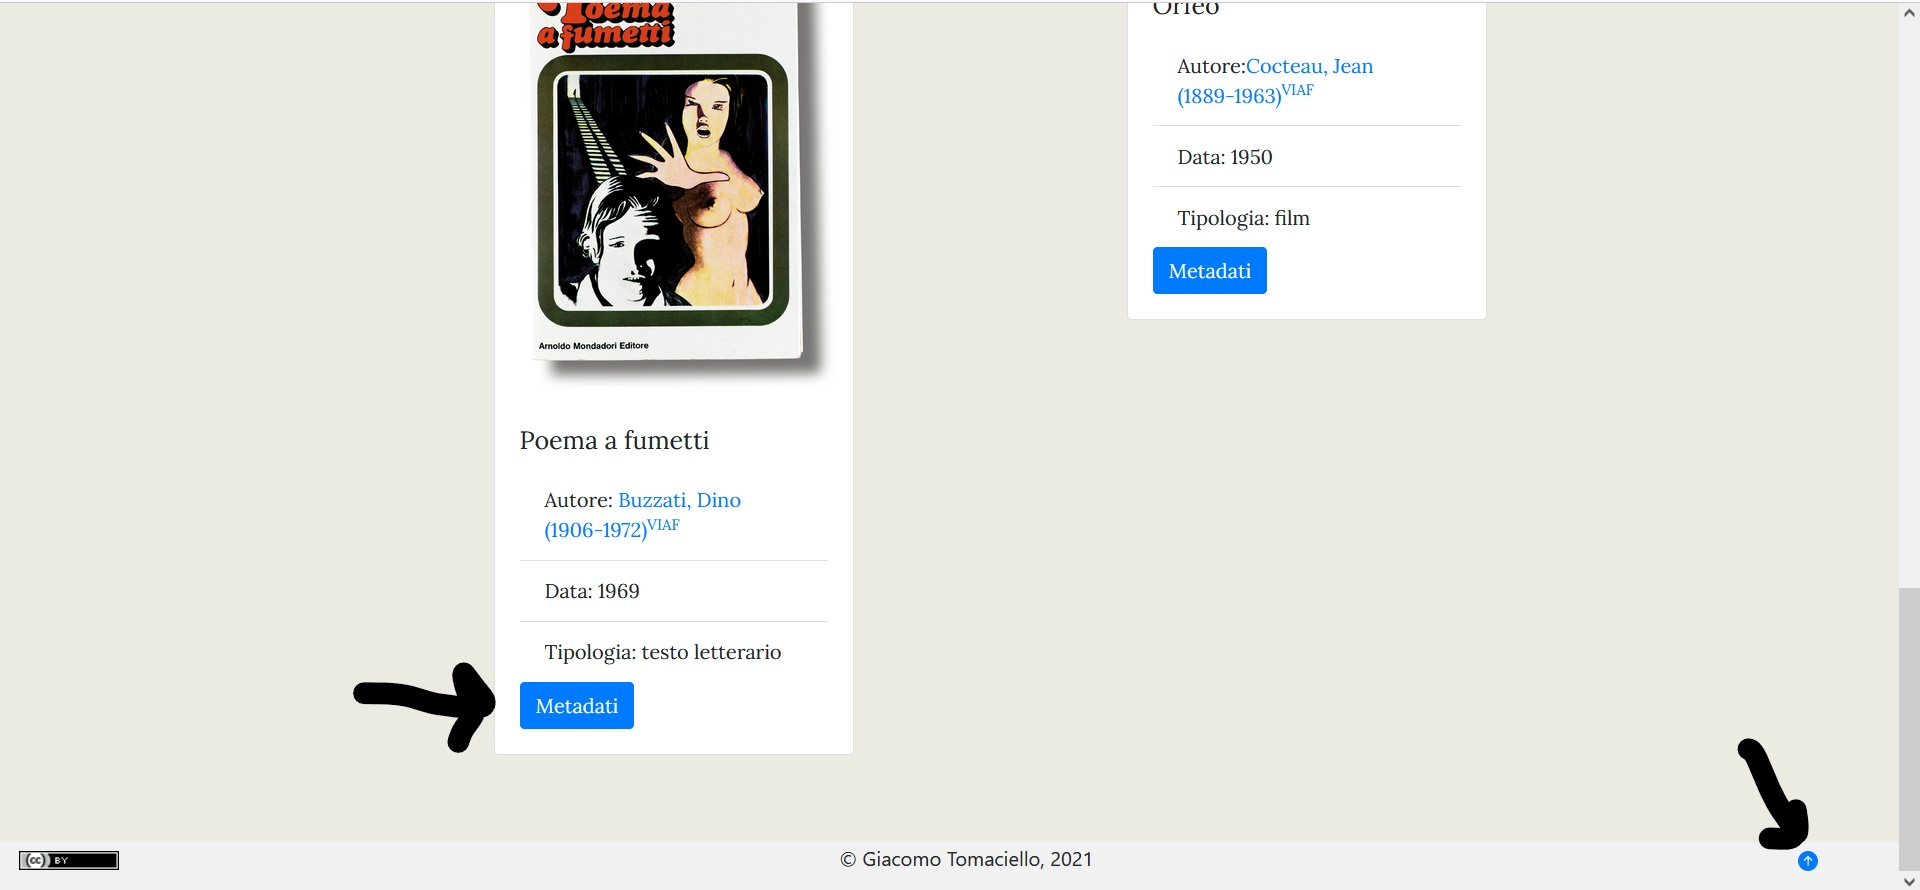 Poema
a fumetti
Arnoldo Mondadori Editore
Poema a fumetti
Autore: Buzzati, Dino
(1906-1972)VIAF
Data: 1969
Tipologia: testo letterario
Metadati
Orfeo
Autore:Cocteau, Jean
(1889-1963)VIAF
Data: 1950
Tipologia: film
Metadati
(cc) BY
© Giacomo Tomaciello, 2021